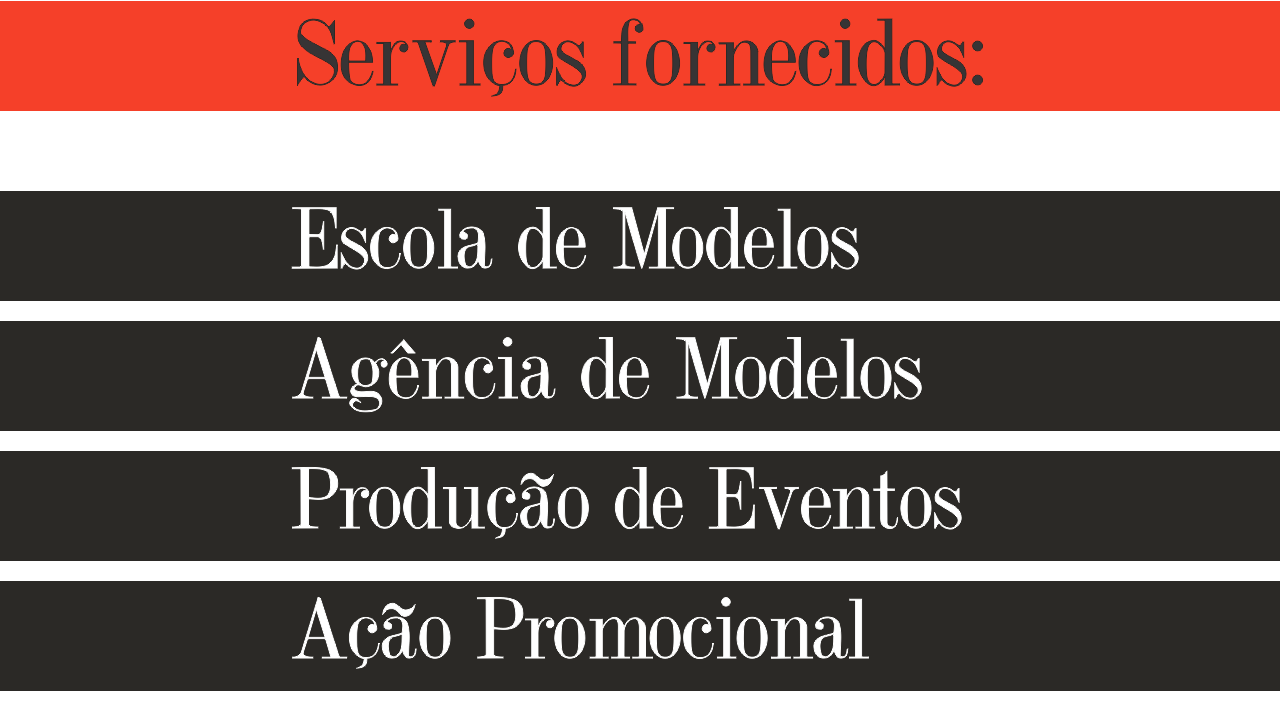 Serviços fornecidos:
Escola de Modelos
Agência de Modelos
Produção de Eventos
Ação Promocional